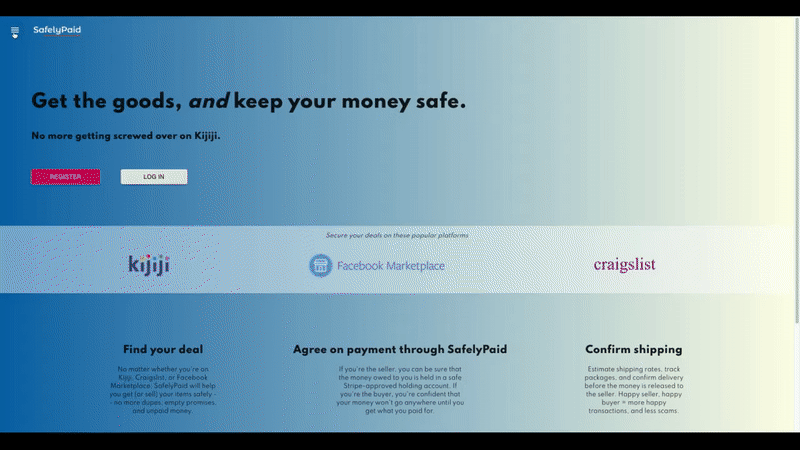 SafelyPaid
Get the goods, and keep your money safe.
No more getting screwed over on Kijiji.
REGISTER
LOG IN
Secure your deals on these popular platforms
kijiji
Facebook Marketplace
craigslist
Find your deal
No matter whether you're on
Kijiji, Craigslist, or Facebook
Marketplace, SafelyPaid will help
you get (or sell) your items safely -
- no more dupes, empty promises,
and unpaid money.
Agree on payment through SafelyPaid
If you're the seller, you can be sure that
the money owed to you is held in a safe
Stripe-approved holding account. If
you're the buyer, you're confident that
your money won't go anywhere until you
get what you paid for.
Confirm shipping
Estimate shipping rates, track
packages, and confirm delivery
before the money is released to
the seller. Happy seller, happy
buyer = more happy
transactions, and less scams.